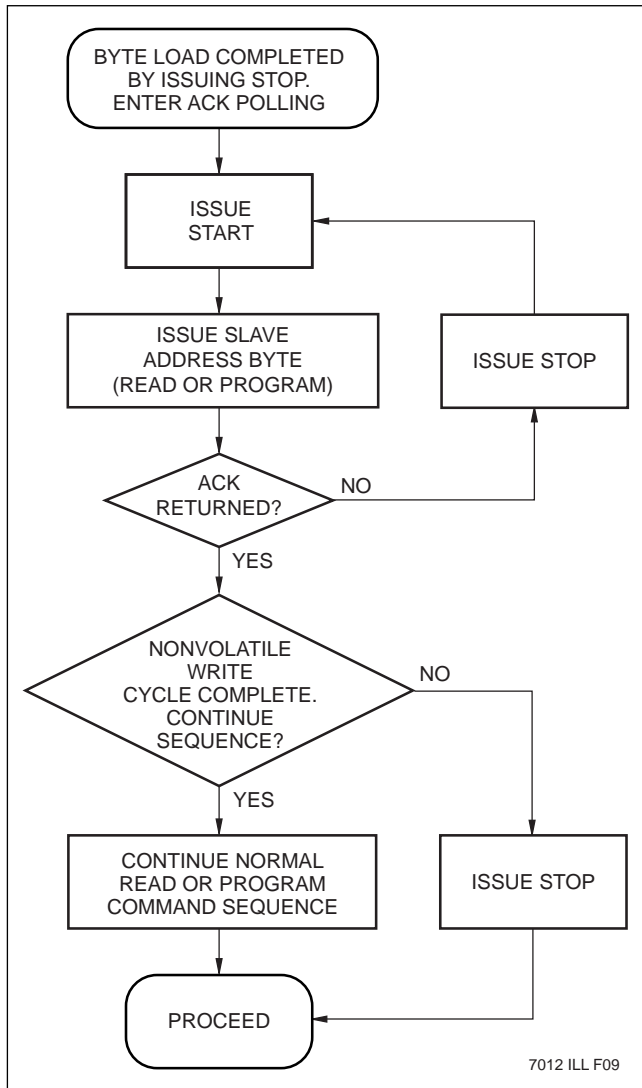 BYTE LOAD COMPLETED
BY ISSUING STOP.
ENTER ACK POLLING
ISSUE
START
ISSUE SLAVE
ADDRESS BYTE
(READ OR PROGRAM)
ISSUE STOP
ACK
RETURNED?
NO
YES
NONVOLATILE
WRITE
CYCLE COMPLETE.
CONTINUE
SEQUENCE?
NO
YES
CONTINUE NORMAL
READ OR PROGRAM
COMMAND SEQUENCE
ISSUE STOP
PROCEED
7012 ILL F09